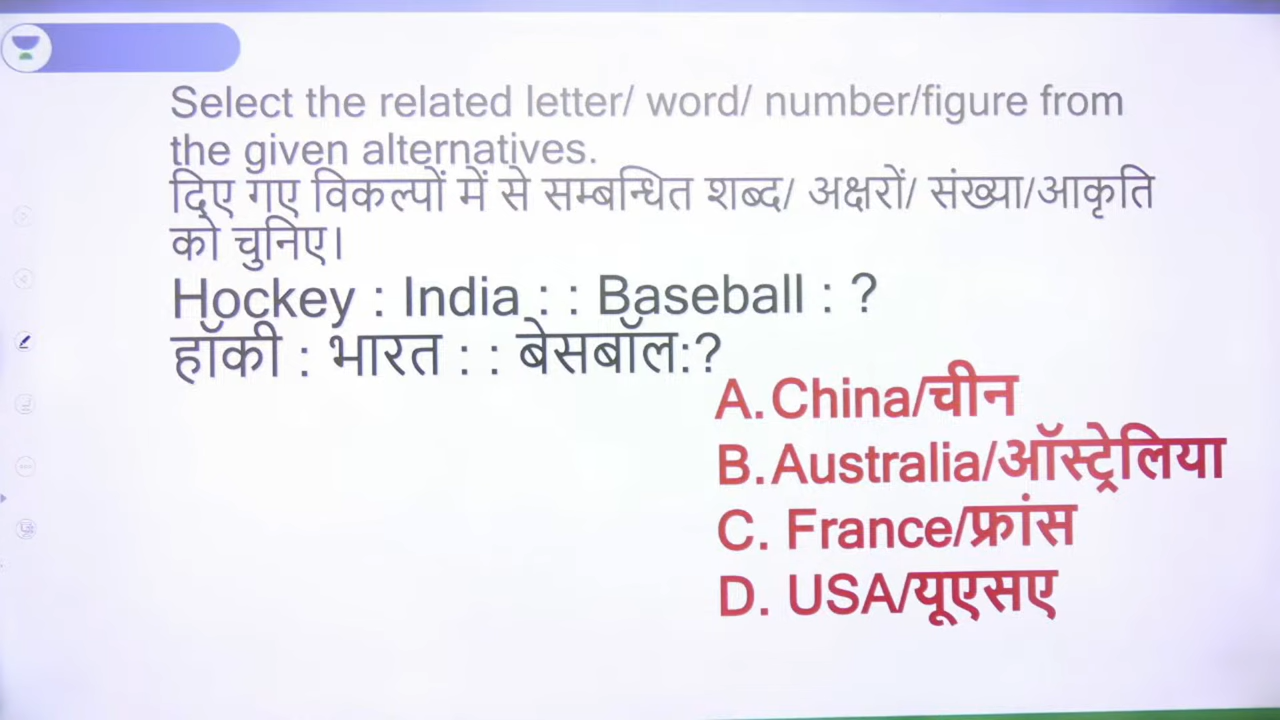 Select the related letter/ word/ number/figure from
the given alternatives.
दिए गए विकल्पों में से सम्बन्धित शब्द/ अक्षरों/ संख्या/आकृति
को चुनिए।
Hockey : India : : Baseball : ?
हॉकी : भारत : : बेसबॉल:?
A. China/चीन
B. Australia/ऑस्ट्रेलिया
C. France/फ्रांस
D. USA/यूएसए